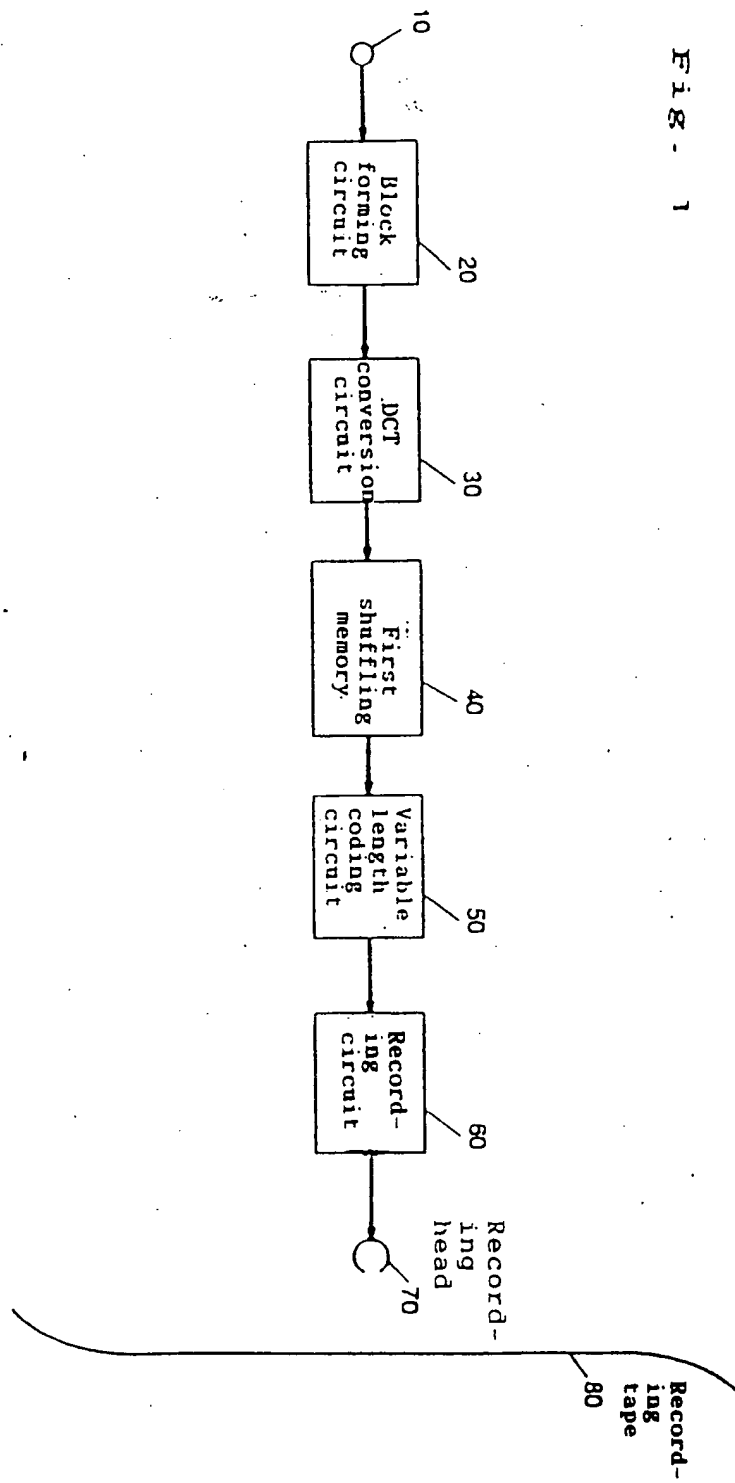 Fig. 1
10
Block
forming
circuit
20
DCT
conversion
circuit
30
First
shuffling
memory
40
Variable
length
coding
circuit
50
Record-
ing
circuit
60
Record-
ing
head
70
Record-
ing
tape
80